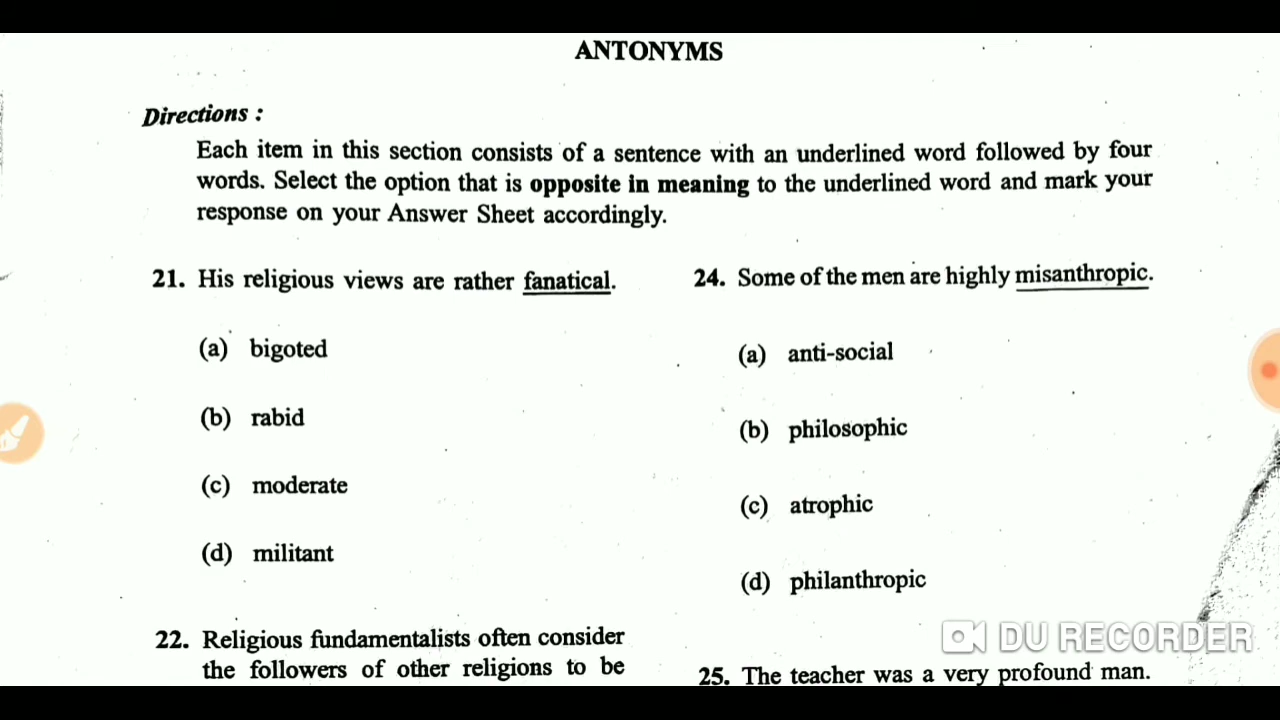 ANTONYMS
Directions :
Each item in this section consists of a sentence with an underlined word followed by four
words. Select the option that is opposite in meaning to the underlined word and mark your
response on your Answer Sheet accordingly.
21. His religious views are rather fanatical.
(a) bigoted
(b) rabid
(c) moderate
(d) militant
22. Religious fundamentalists often consider
the followers of other religions to be
24. Some of the men are highly misanthropic.
(a) anti-social
(b) philosophic
(c) atrophic
(d) philanthropic
25. The teacher was a very profound man.
DU RECORDER